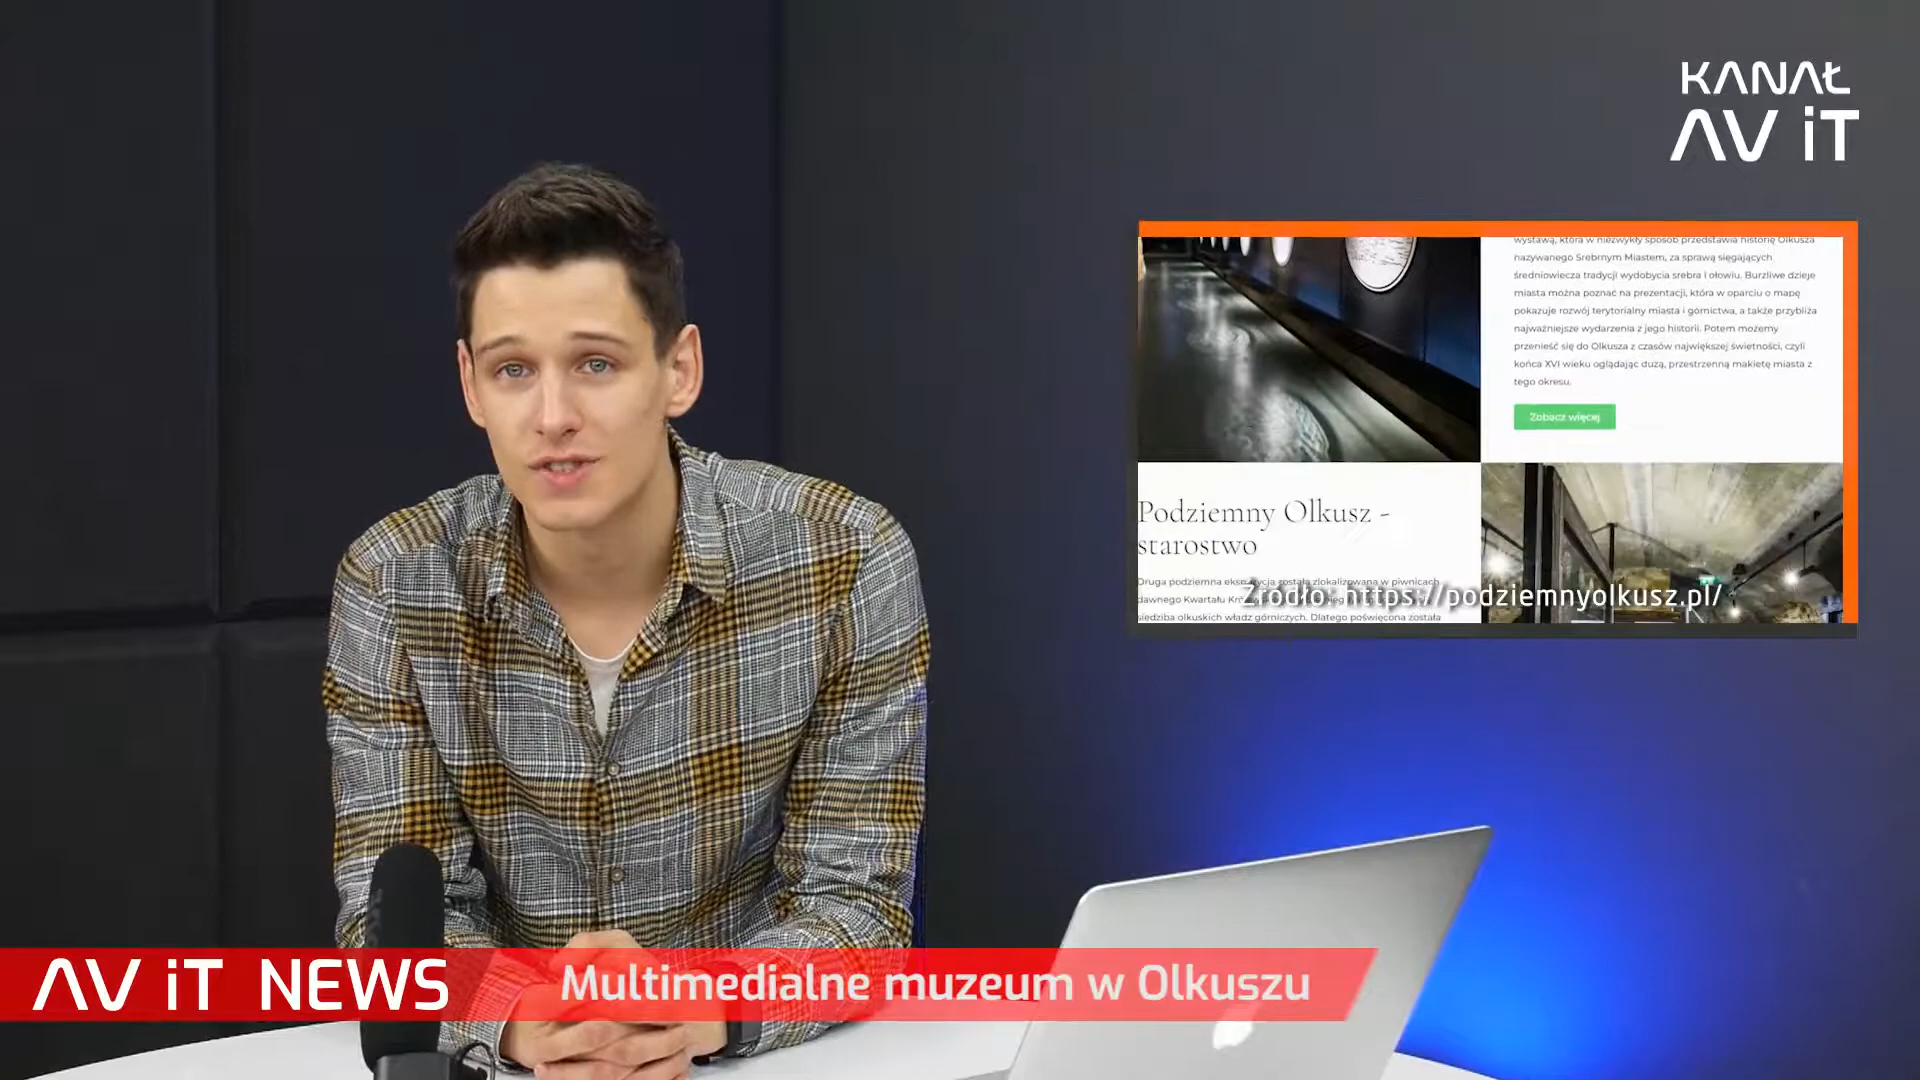 KANAŁ
AV iT
wystawą, która w niezwykły sposób przedstawia historię Olkusza
nazywanego Srebrnym Miastem, za sprawą sięgających
średniowiecza tradycji wydobycia srebra i ołowiu. Burzliwe dzieje
miasta można poznać na prezentacji, która w oparciu o mapę
pokazuje rozwój terytorialny miasta i górnictwa, a także przybliża
najważniejsze wydarzenia z jego historii. Potem możemy
przenieść się do Olkusza z czasów największej świetności, czyli
końca XVI wieku oglądając dużą, przestrzenną makietę miasta z
tego okresu.
Zobacz więcej
Podziemny Olkusz -
starostwo
Druga podziemna ekspozycja została zlokalizowana w piwnicach
dawnego Kwartału
siedziba olkuskich władz górniczych. Dlatego poświęcona została
Źródło: https://podziemnyolkusz.pl/
AV iT NEWS
Multimedialne muzeum w Olkuszu